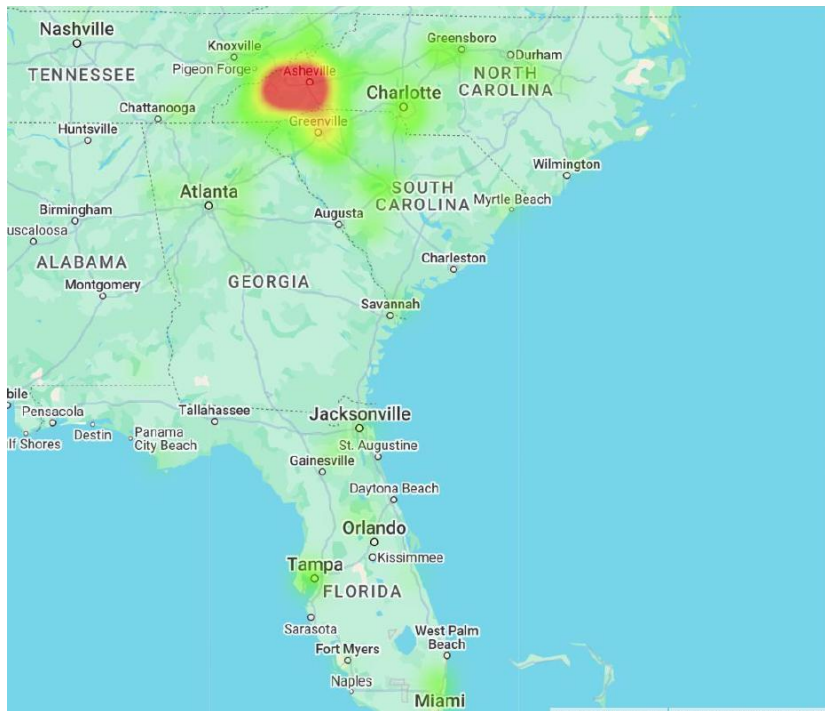 Nashville
Knoxville
Greensboro
Durham
Pigeon Forge
Asheville
TENNESSEE
NORTH
CAROLINA
Charlotte
Chattanooga
Greenville
Huntsville
Wilmington
Atlanta
SOUTH
CAROLINA
Myrtle Beach
Birmingham
Augusta
uscaloosa
Charleston
ALABAMA
GEORGIA
Montgomery
Savannah
bile
Pensacola
Tallahassee
Jacksonville
Destin
Panama
City Beach
lf Shores
St. Augustine
Gainesville
Daytona Beach
Orlando
Kissimmee
Tampa
FLORIDA
Sarasota
West Palm
Beach
Fort Myers
Naples
Miami